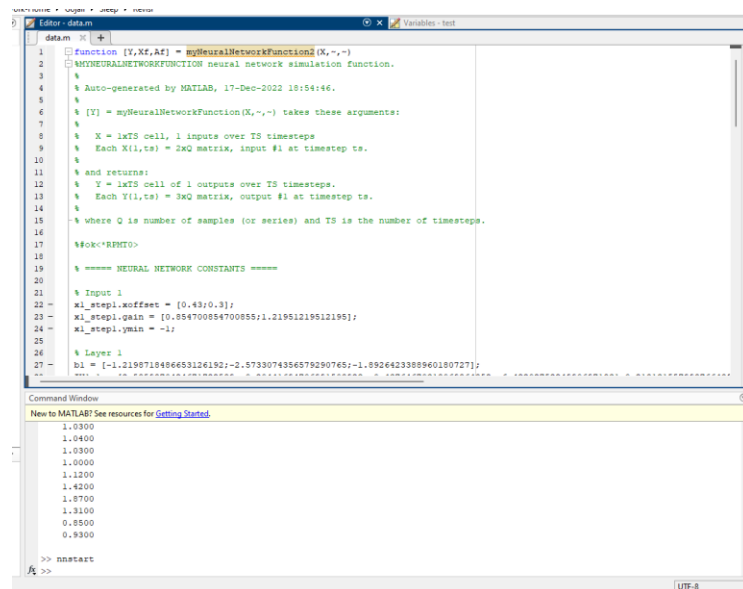 Editor - data.m
Variables - test
data.m
1 function [Y,Xf,Af] = myNeuralNetworkFunction2(X,~,~)
2 %MYNEURALNETWORKFUNCTION neural network simulation function.
3 %
4 % Auto-generated by MATLAB, 17-Dec-2022 18:54:46.
5 %
6 % [Y] = myNeuralNetworkFunction(X,~,~) takes these arguments:
7 %
8 % X = 1xTS cell, 1 inputs over TS timesteps
9 % Each X{1,ts} = 2xQ matrix, input #1 at timestep ts.
10 %
11 % and returns:
12 % Y = 1xTS cell of 1 outputs over TS timesteps.
13 % Each Y{1,ts} = 3xQ matrix, output #1 at timestep ts.
14 %
15 % where Q is number of samples (or series) and TS is the number of timesteps.
16
17 %#ok<*RPMT0>
18
19 % ===== NEURAL NETWORK CONSTANTS =====
20
21 % Input 1
22 x1_step1.xoffset = [0.43;0.3];
23 x1_step1.gain = [0.854700854700855;1.21951219512195];
24 x1_step1.ymin = -1;
25
26 % Layer 1
27 b1 = [-1.2198718486653126192;-2.5733074356579290765;-1.8926423388960180727];
Command Window
New to MATLAB? See resources for Getting Started.
1.0300
1.0400
1.0300
1.0000
1.1200
1.4200
1.8700
1.3100
0.8500
0.9300
>> nnstart
fx >>
UTF-8